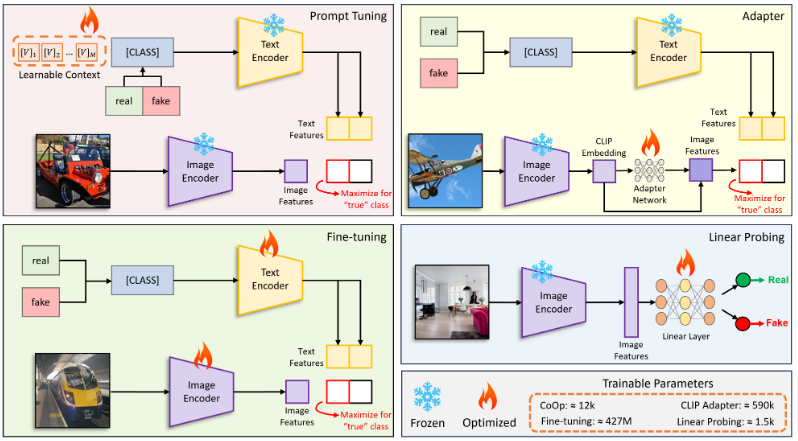 Prompt Tuning
[V]1 [V]2 ... [V]M
Learnable Context
[CLASS]
real
fake
Text
Encoder
Text
Features
Image
Encoder
Image
Features
Maximize for
"true" class
Adapter
real
fake
[CLASS]
Text
Encoder
Text
Features
Image
Encoder
CLIP
Embedding
Adapter
Network
Image
Features
Maximize for
"true" class
Fine-tuning
real
fake
[CLASS]
Text
Encoder
Text
Features
Image
Encoder
Image
Features
Maximize for
"true" class
Linear Probing
Image
Encoder
Image
Features
Linear Layer
Real
Fake
Frozen
Optimized
Trainable Parameters
CoOp: ≈ 12k
CLIP Adapter: ≈ 590k
Fine-tuning: ≈ 427M
Linear Probing: ≈ 1.5k